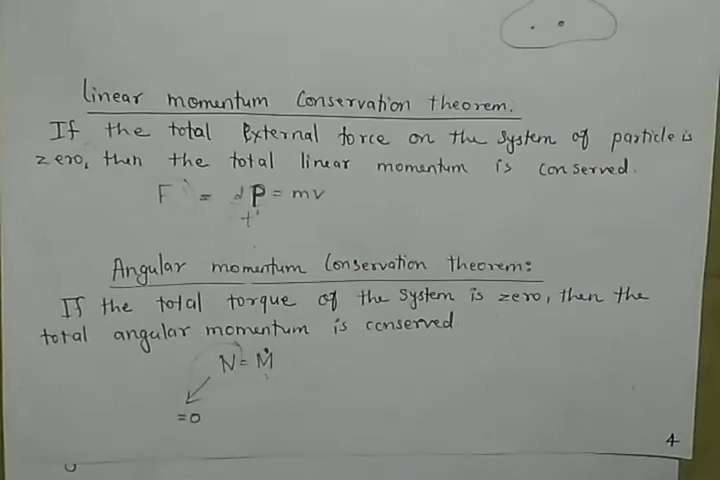 Linear momentum Conservation theorem.
If the total External force on the System of particle is
zero, then the total linear momentum is conserved.
F = dP = mv
Angular momentum Conservation theorem:
If the total torque of the System is zero, then the
total angular momentum is conserved
N = Ṁ
= 0
4